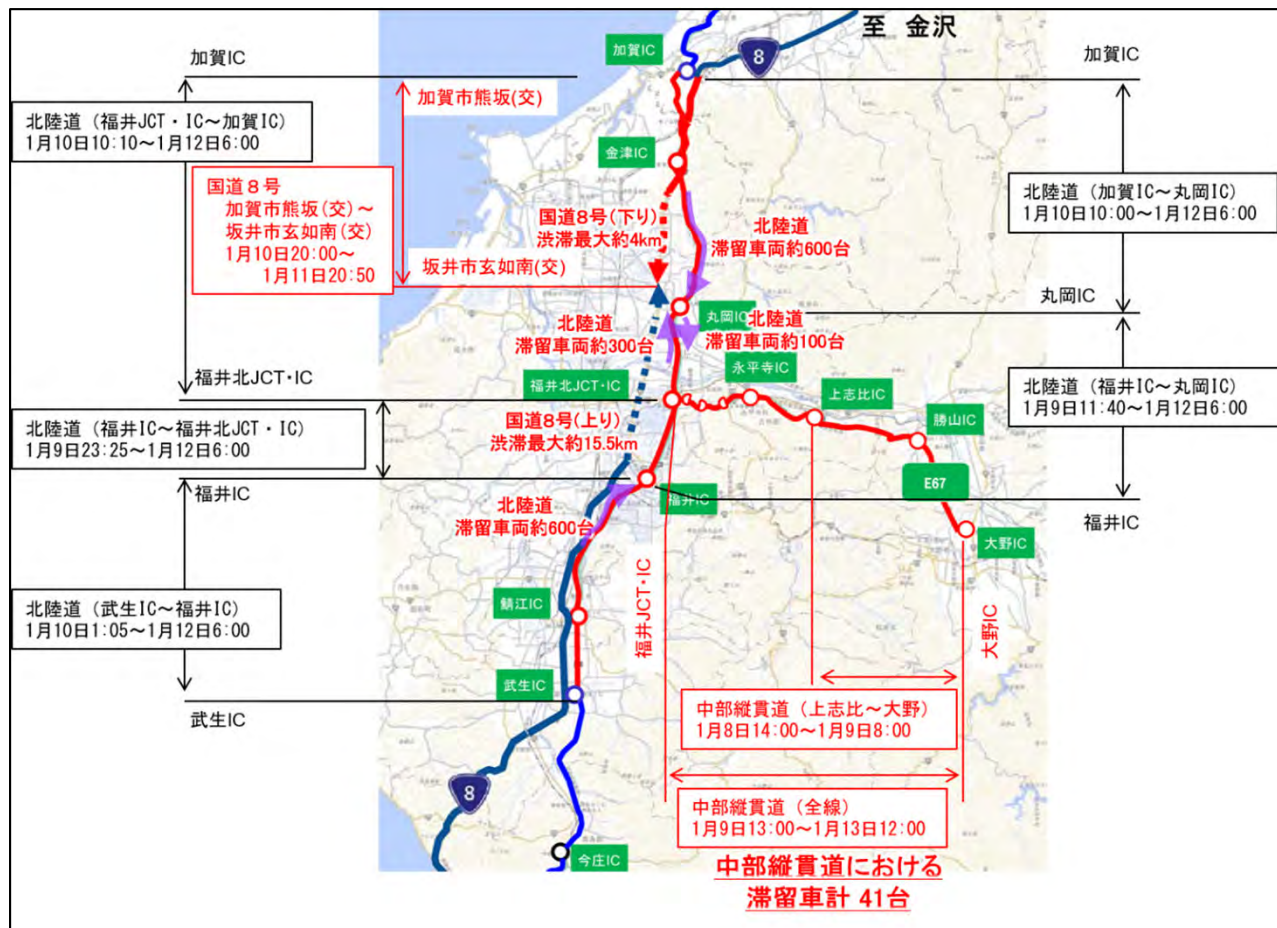 至 金沢
8
加賀IC
加賀IC
加賀IC
加賀市熊坂(交)
北陸道（福井JCT・IC～加賀IC）
1月10日10:10～1月12日6:00
国道８号
加賀市熊坂(交)～
坂井市玄如南(交)
1月10日20:00～
1月11日20:50
金津IC
国道8号(下り)
渋滞最大約4km
北陸道
滞留車両約600台
北陸道（加賀IC～丸岡IC）
1月10日10:00～1月12日6:00
坂井市玄如南(交)
丸岡IC
丸岡IC
北陸道
滞留車両約300台
北陸道
滞留車両約100台
福井北JCT・IC
福井北JCT・IC
永平寺IC
上志比IC
勝山IC
北陸道（福井IC～丸岡IC）
1月9日11:40～1月12日6:00
北陸道（福井IC～福井北JCT・IC）
1月9日23:25～1月12日6:00
国道8号(上り)
渋滞最大約15.5km
E67
福井IC
福井IC
福井IC
北陸道
滞留車両約600台
大野IC
福井JCT・IC
大野IC
北陸道（武生IC～福井IC）
1月10日1:05～1月12日6:00
鯖江IC
武生IC
武生IC
中部縦貫道（上志比～大野）
1月8日14:00～1月9日8:00
8
中部縦貫道（全線）
1月9日13:00～1月13日12:00
今庄IC
中部縦貫道における
滞留車計 41台